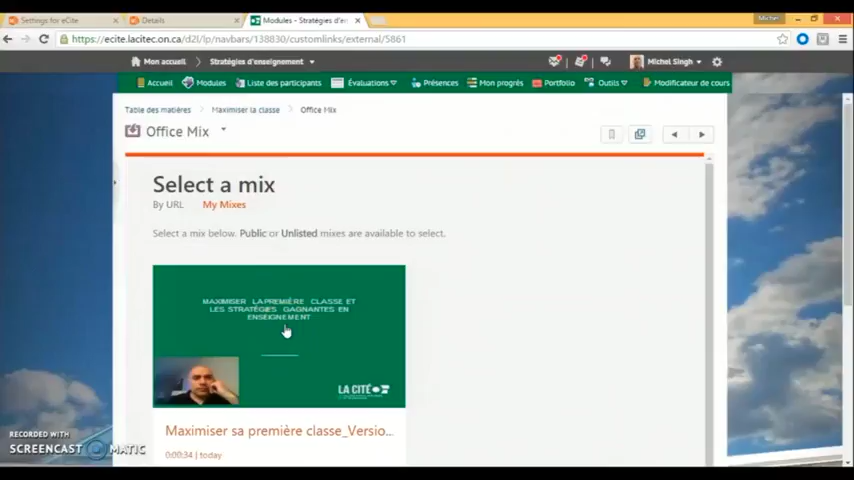 Settings for eCite
Details
Modules - Stratégies d'en
Michel
https://ecite.lacitec.on.ca/d2l/lp/navbars/138830/customlinks/external/5861
Mon accueil
Stratégies d'enseignement
Michel Singh
Accueil
Modules
Liste des participants
Évaluations
Présences
Mon progrès
Portfolio
Outils
Modificateur de cours
Table des matières
Maximiser la classe
Office Mix
Office Mix
Select a mix
By URL
My Mixes
Select a mix below. Public or Unlisted mixes are available to select.
MAXIMISER LA PREMIÈRE CLASSE ET
LES STRATÉGIES GAGNANTES EN
ENSEIGNEMENT
LA CITÉ
Maximiser sa première classe_Versio...
0:00:34 | today
RECORDED WITH
SCREENCAST MATIC